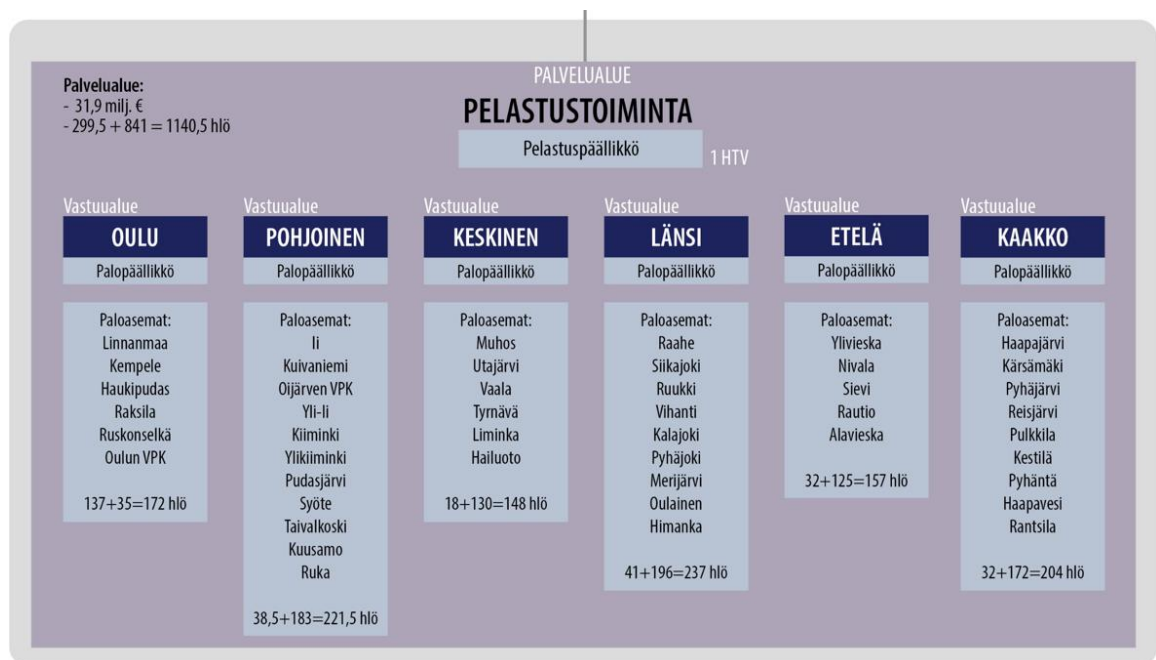 Palvelualue:
- 31,9 milj. €
- 299,5 + 841 = 1140,5 hlö
PALVELUALUE
PELASTUSTOIMINTA
Pelastuspäällikkö
1 HTV
Vastuualue
OULU
Palopäällikkö
Paloasemat:
Linnanmaa
Kempele
Haukipudas
Raksila
Ruskonselkä
Oulun VPK
137+35=172 hlö
Vastuualue
POHJOINEN
Palopäällikkö
Paloasemat:
Ii
Kuivaniemi
Oijärven VPK
Yli-Ii
Kiiminki
Ylikiiminki
Pudasjärvi
Syöte
Taivalkoski
Kuusamo
Ruka
38,5+183=221,5 hlö
Vastuualue
KESKINEN
Palopäällikkö
Paloasemat:
Muhos
Utajärvi
Vaala
Tyrnävä
Liminka
Hailuoto
18+130=148 hlö
Vastuualue
LÄNSI
Palopäällikkö
Paloasemat:
Raahe
Siikajoki
Ruukki
Vihanti
Kalajoki
Pyhäjoki
Merijärvi
Oulainen
Himanka
41+196=237 hlö
Vastuualue
ETELÄ
Palopäällikkö
Paloasemat:
Ylivieska
Nivala
Sievi
Rautio
Alavieska
32+125=157 hlö
Vastuualue
KAAKKO
Palopäällikkö
Paloasemat:
Haapajärvi
Kärsämäki
Pyhäjärvi
Reisjärvi
Pulkkila
Kestilä
Pyhäntä
Haapavesi
Rantsila
32+172=204 hlö